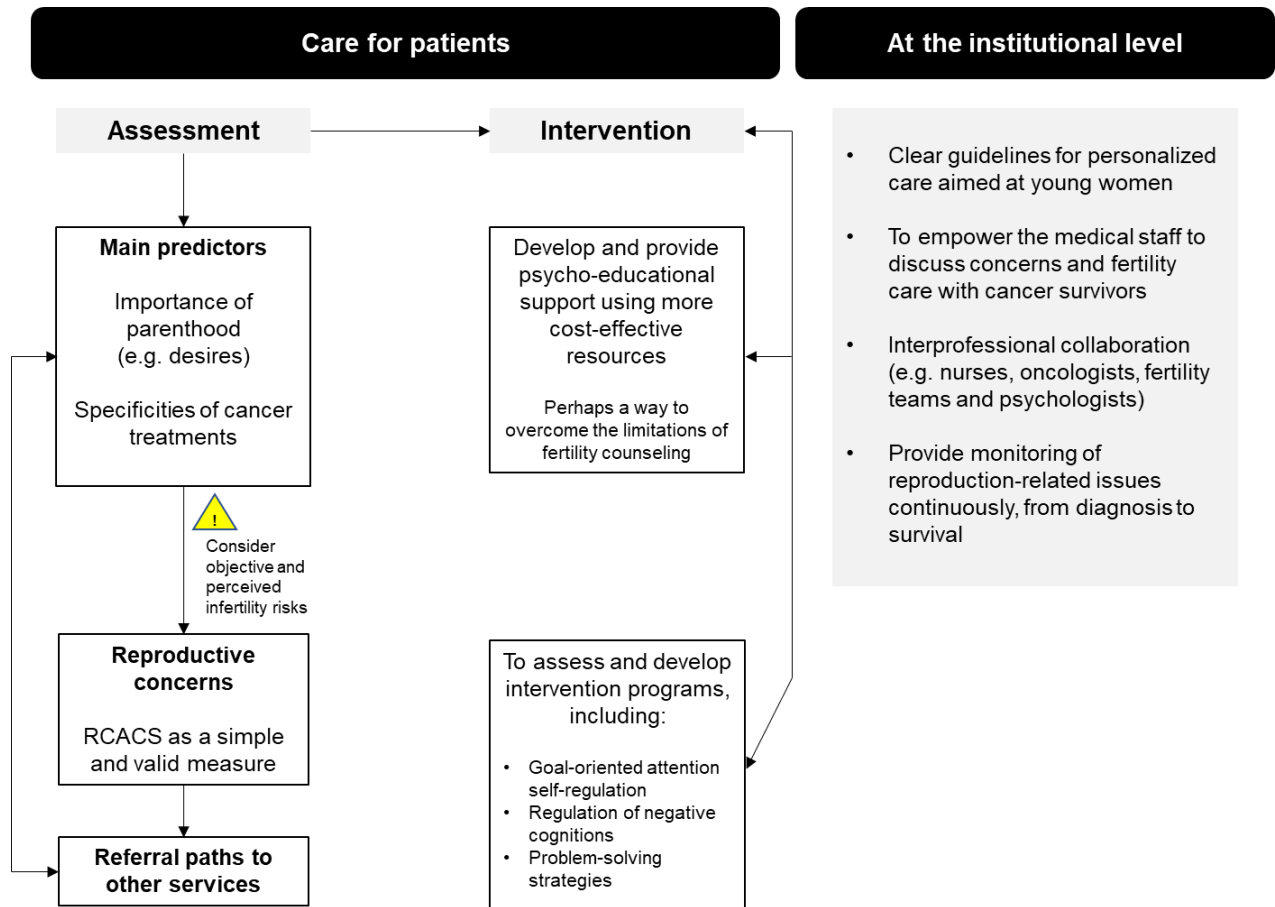 Care for patients
At the institutional level
Assessment
Intervention
Main predictors
Importance of
parenthood
(e.g. desires)
Specificities of cancer
treatments
!
Consider
objective and
perceived
infertility risks
Reproductive
concerns
RCACS as a simple
and valid measure
Referral paths to
other services
Develop and provide
psycho-educational
support using more
cost-effective
resources
Perhaps a way to
overcome the limitations of
fertility counseling
To assess and develop
intervention programs,
including:
• Goal-oriented attention
self-regulation
• Regulation of negative
cognitions
• Problem-solving
strategies
• Clear guidelines for personalized
care aimed at young women
• To empower the medical staff to
discuss concerns and fertility
care with cancer survivors
• Interprofessional collaboration
(e.g. nurses, oncologists, fertility
teams and psychologists)
• Provide monitoring of
reproduction-related issues
continuously, from diagnosis to
survival